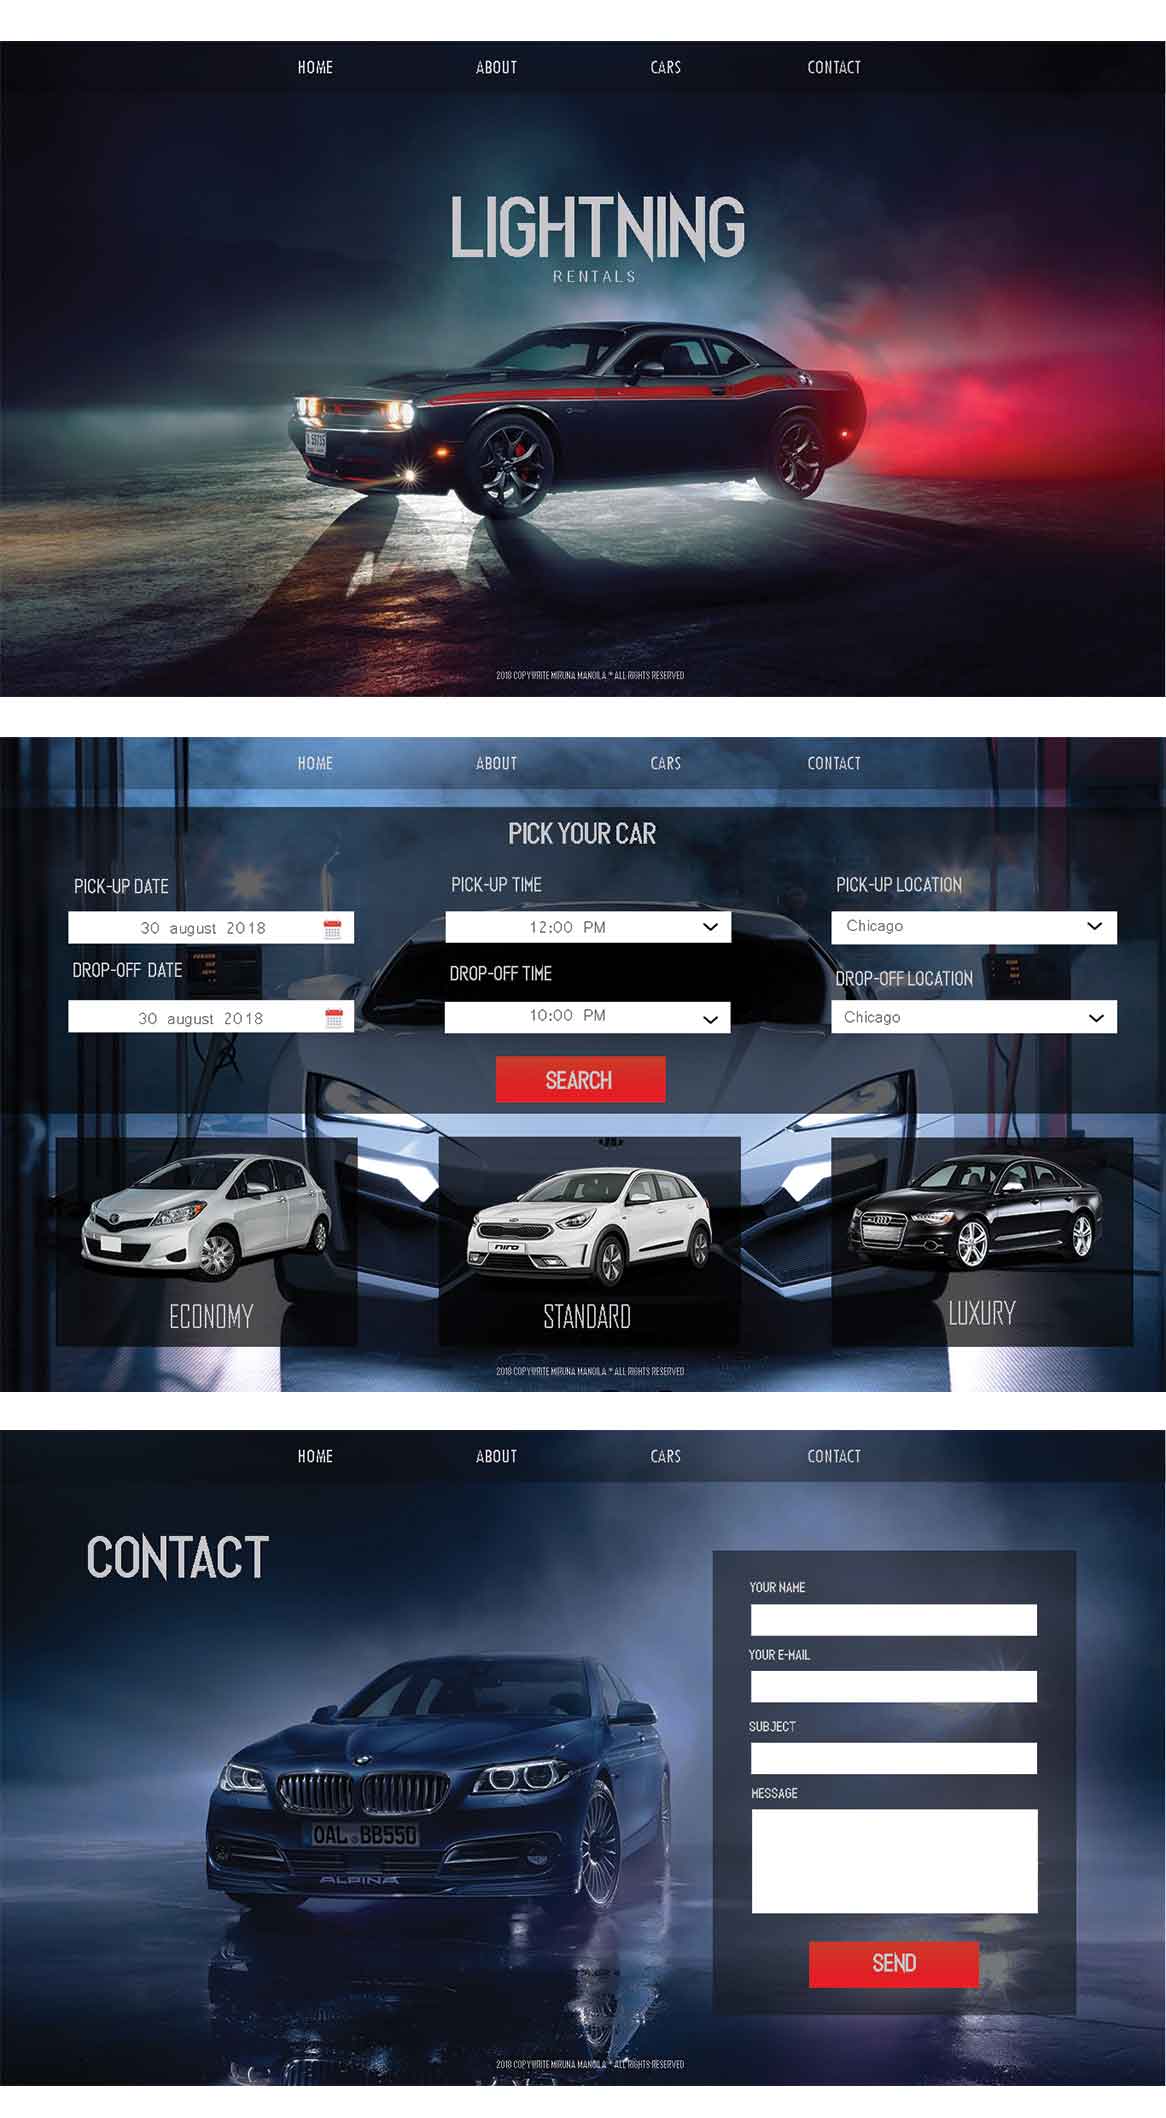 HOME ABOUT CARS CONTACT
LIGHTNING
RENTALS
2018 COPYWRITE MIRUNA MANOILA * ALL RIGHTS RESERVED
HOME ABOUT CARS CONTACT
PICK YOUR CAR
PICK-UP DATE PICK-UP TIME PICK-UP LOCATION
30 august 2018 12:00 PM Chicago
DROP-OFF DATE DROP-OFF TIME DROP-OFF LOCATION
30 august 2018 10:00 PM Chicago
SEARCH
NIRO
ECONOMY STANDARD LUXURY
2018 COPYWRITE MIRUNA MANOILA * ALL RIGHTS RESERVED
HOME ABOUT CARS CONTACT
CONTACT
YOUR NAME
YOUR E-MAIL
SUBJECT
MESSAGE
OAL BB550
ALPINA
SEND
2018 COPYWRITE MIRUNA MANOILA * ALL RIGHTS RESERVED